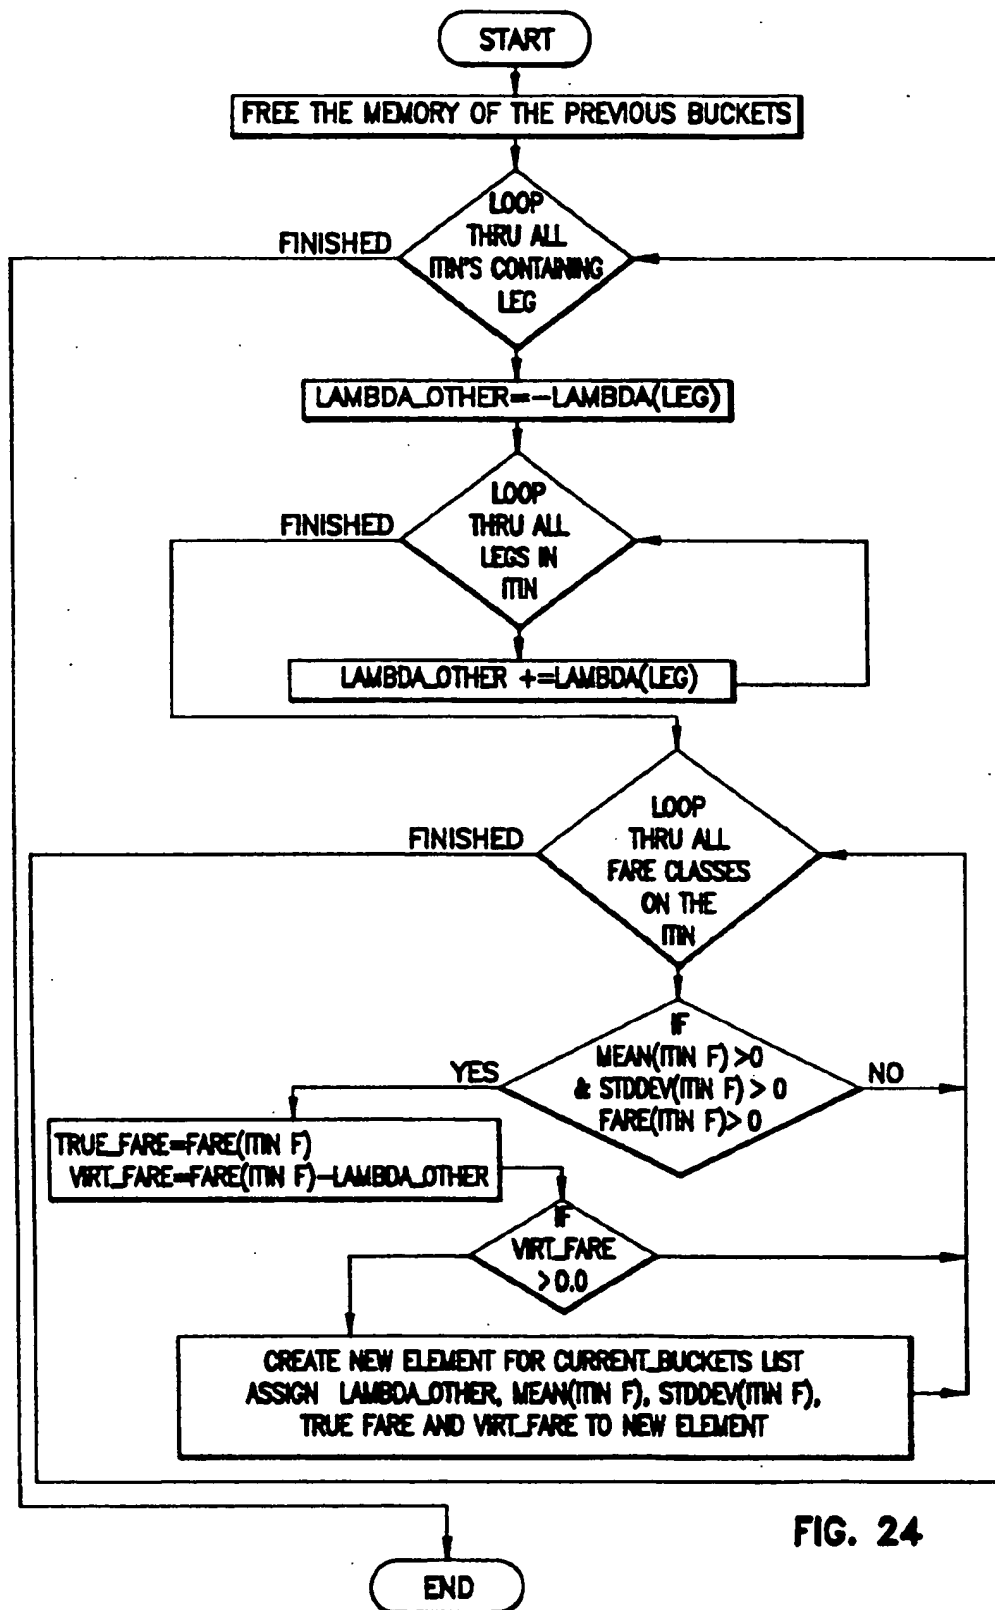 START
FREE THE MEMORY OF THE PREVIOUS BUCKETS
LOOP
THRU ALL
ITIN'S CONTAINING
LEG
FINISHED
LAMBDA_OTHER=-LAMBDA(LEG)
LOOP
THRU ALL
LEGS IN
ITIN
FINISHED
LAMBDA_OTHER +=LAMBDA(LEG)
LOOP
THRU ALL
FARE CLASSES
ON THE
ITIN
FINISHED
IF
MEAN(ITIN F) >0
& STDDEV(ITIN F) > 0
FARE(ITIN F)> 0
YES
NO
TRUE_FARE=FARE(ITIN F)
VIRT_FARE=FARE(ITIN F)-LAMBDA_OTHER
IF
VIRT_FARE
>0.0
CREATE NEW ELEMENT FOR CURRENT_BUCKETS LIST
ASSIGN LAMBDA_OTHER, MEAN(ITIN F), STDDEV(ITIN F),
TRUE FARE AND VIRT_FARE TO NEW ELEMENT
FIG. 24
END